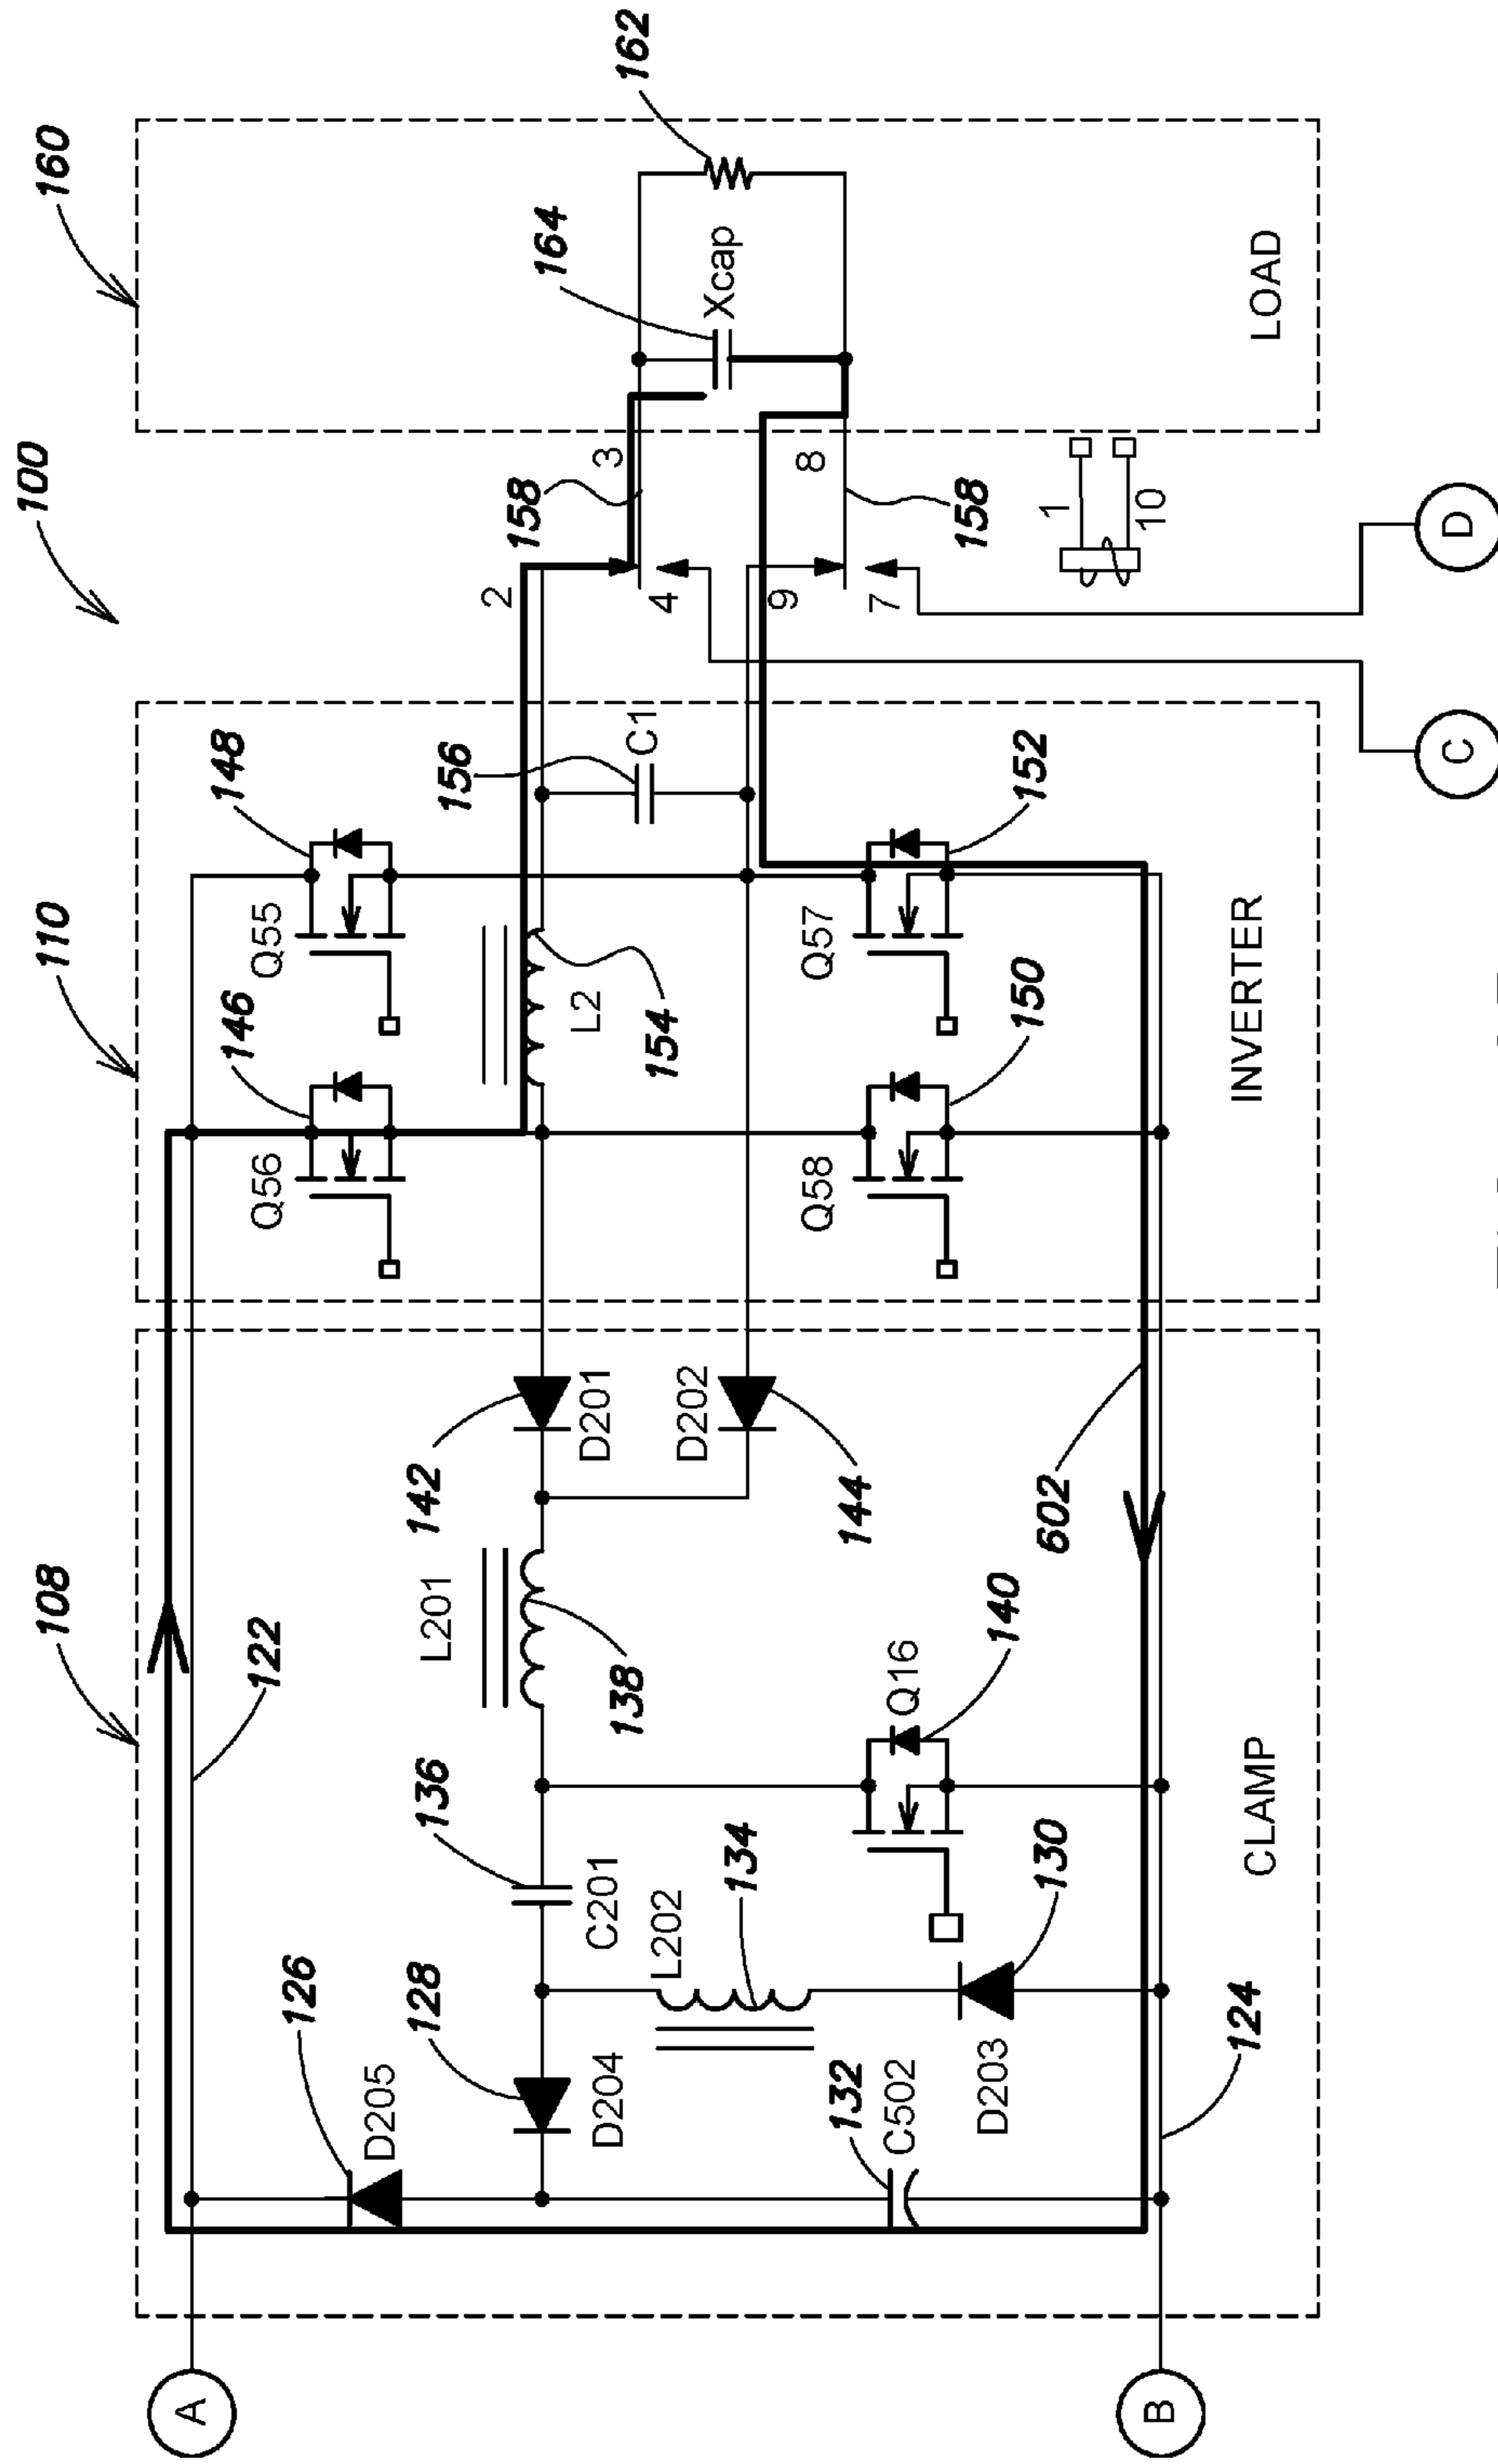 100
108
110
160
126
D205
122
Q56
146
Q55
148
128
D204
136
C201
L201
138
142
D201
L2
154
156
C1
2
158
3
4
164
Xcap
162
L202
134
D202
144
9
8
7
158
132
C502
D203
130
Q16
140
602
Q58
150
Q57
152
1
10
124
A
B
CLAMP
INVERTER
LOAD
C
D